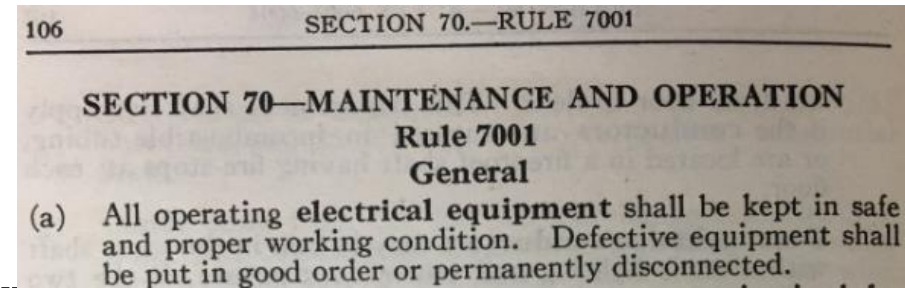 106
SECTION 70.—RULE 7001
SECTION 70—MAINTENANCE AND OPERATION
Rule 7001
General
(a) All operating electrical equipment shall be kept in safe
and proper working condition. Defective equipment shall
be put in good order or permanently disconnected.